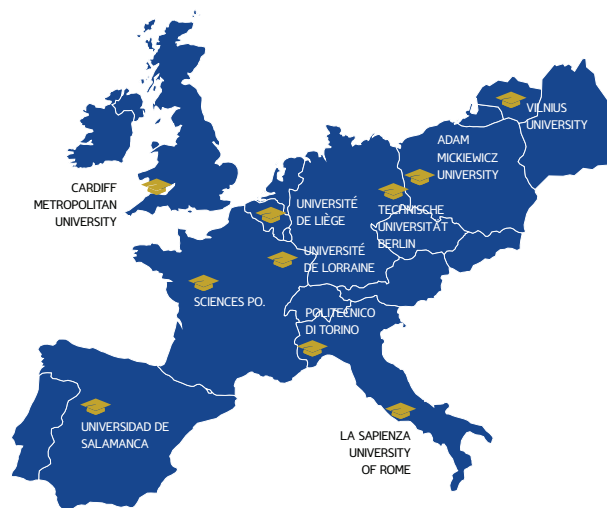 VILNIUS
UNIVERSITY
ADAM
MICKIEWICZ
UNIVERSITY
CARDIFF
METROPOLITAN
UNIVERSITY
UNIVERSITÉ
DE LIÈGE
TECHNISCHE
UNIVERSITÄT
BERLIN
UNIVERSITÉ
DE LORRAINE
SCIENCES PO.
POLITECNICO
DI TORINO
UNIVERSIDAD DE
SALAMANCA
LA SAPIENZA
UNIVERSITY
OF ROME